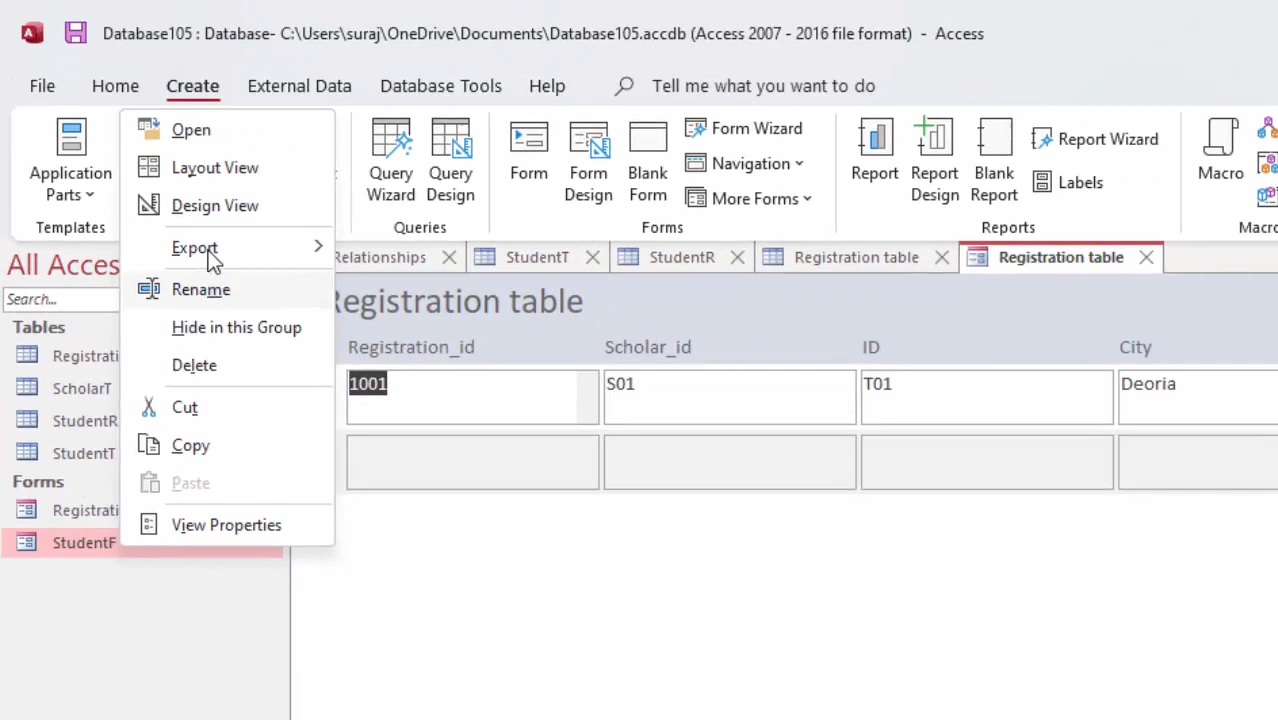 Database105 : Database- C:\Users\suraj\OneDrive\Documents\Database105.accdb (Access 2007 - 2016 file format) - Access
File Home Create External Data Database Tools Help Tell me what you want to do
Application Parts
Templates
Query Wizard
Query Design
Queries
Form
Form Design
Blank Form
Form Wizard
Navigation
More Forms
Forms
Report
Report Design
Blank Report
Report Wizard
Labels
Reports
Macro
Macro
Open
Layout View
Design View
Export
Rename
Hide in this Group
Delete
Cut
Copy
Paste
View Properties
All Acces
Search...
Tables
Registrati
ScholarT
StudentR
StudentT
Forms
Registrati
StudentF
Relationships StudentT StudentR Registration table Registration table
Registration table
Registration_id Scholar_id ID City
1001 S01 T01 Deoria